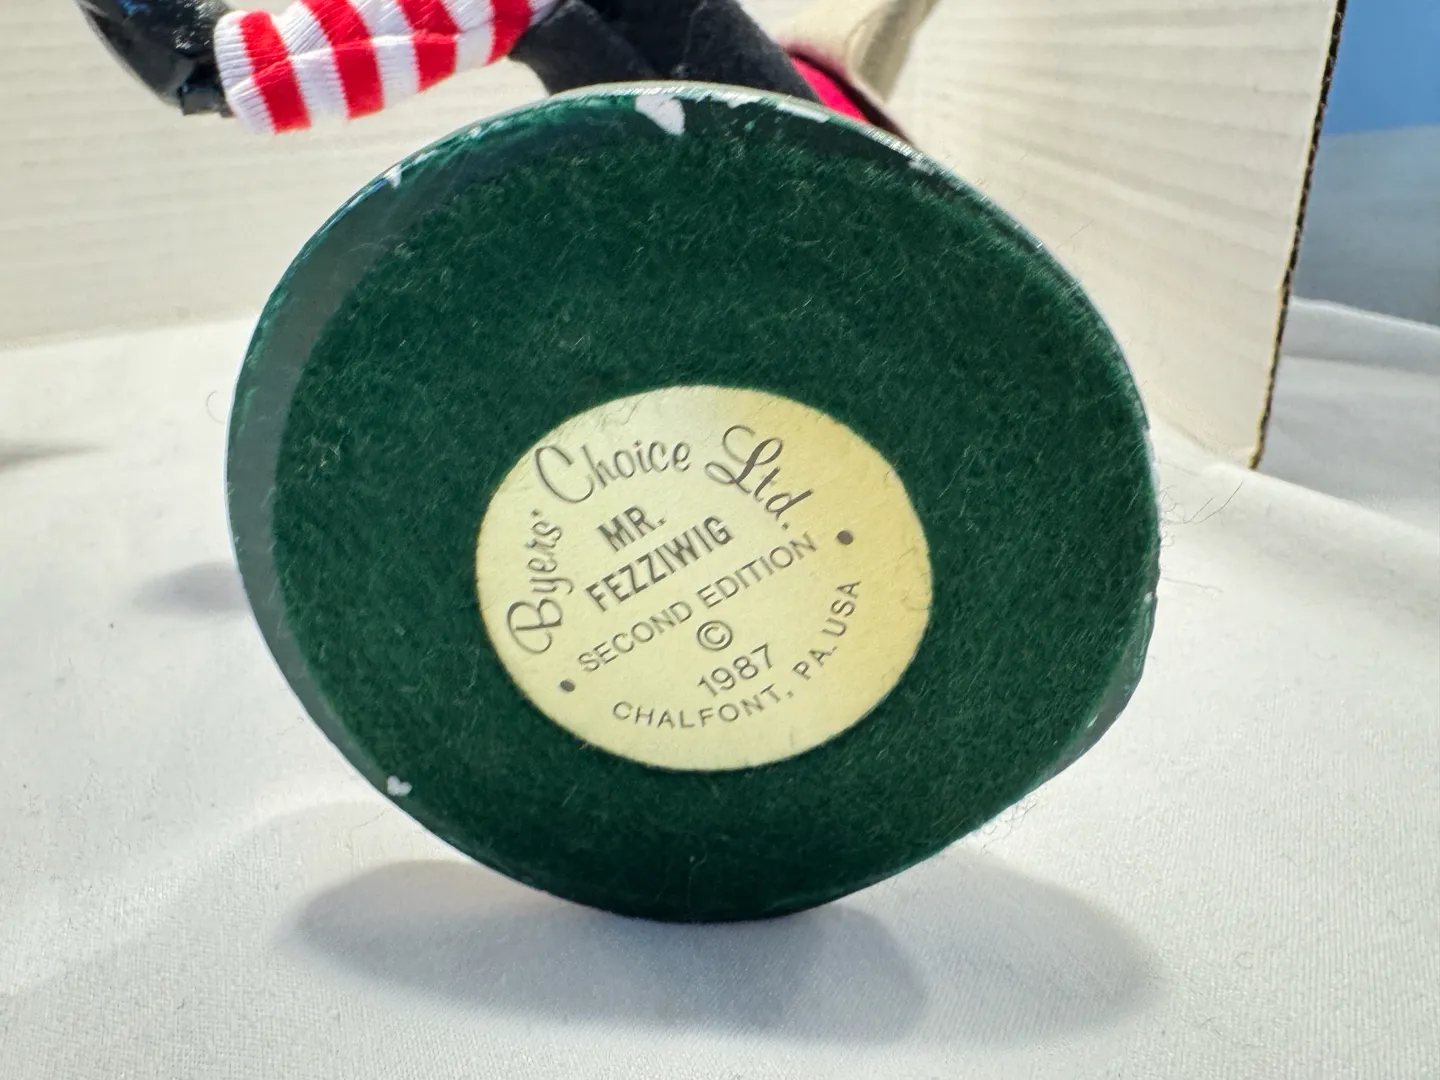 Byers' Choice Ltd.
MR.
FEZZIWIG
• SECOND EDITION •
©
1987
CHALFONT, PA. USA